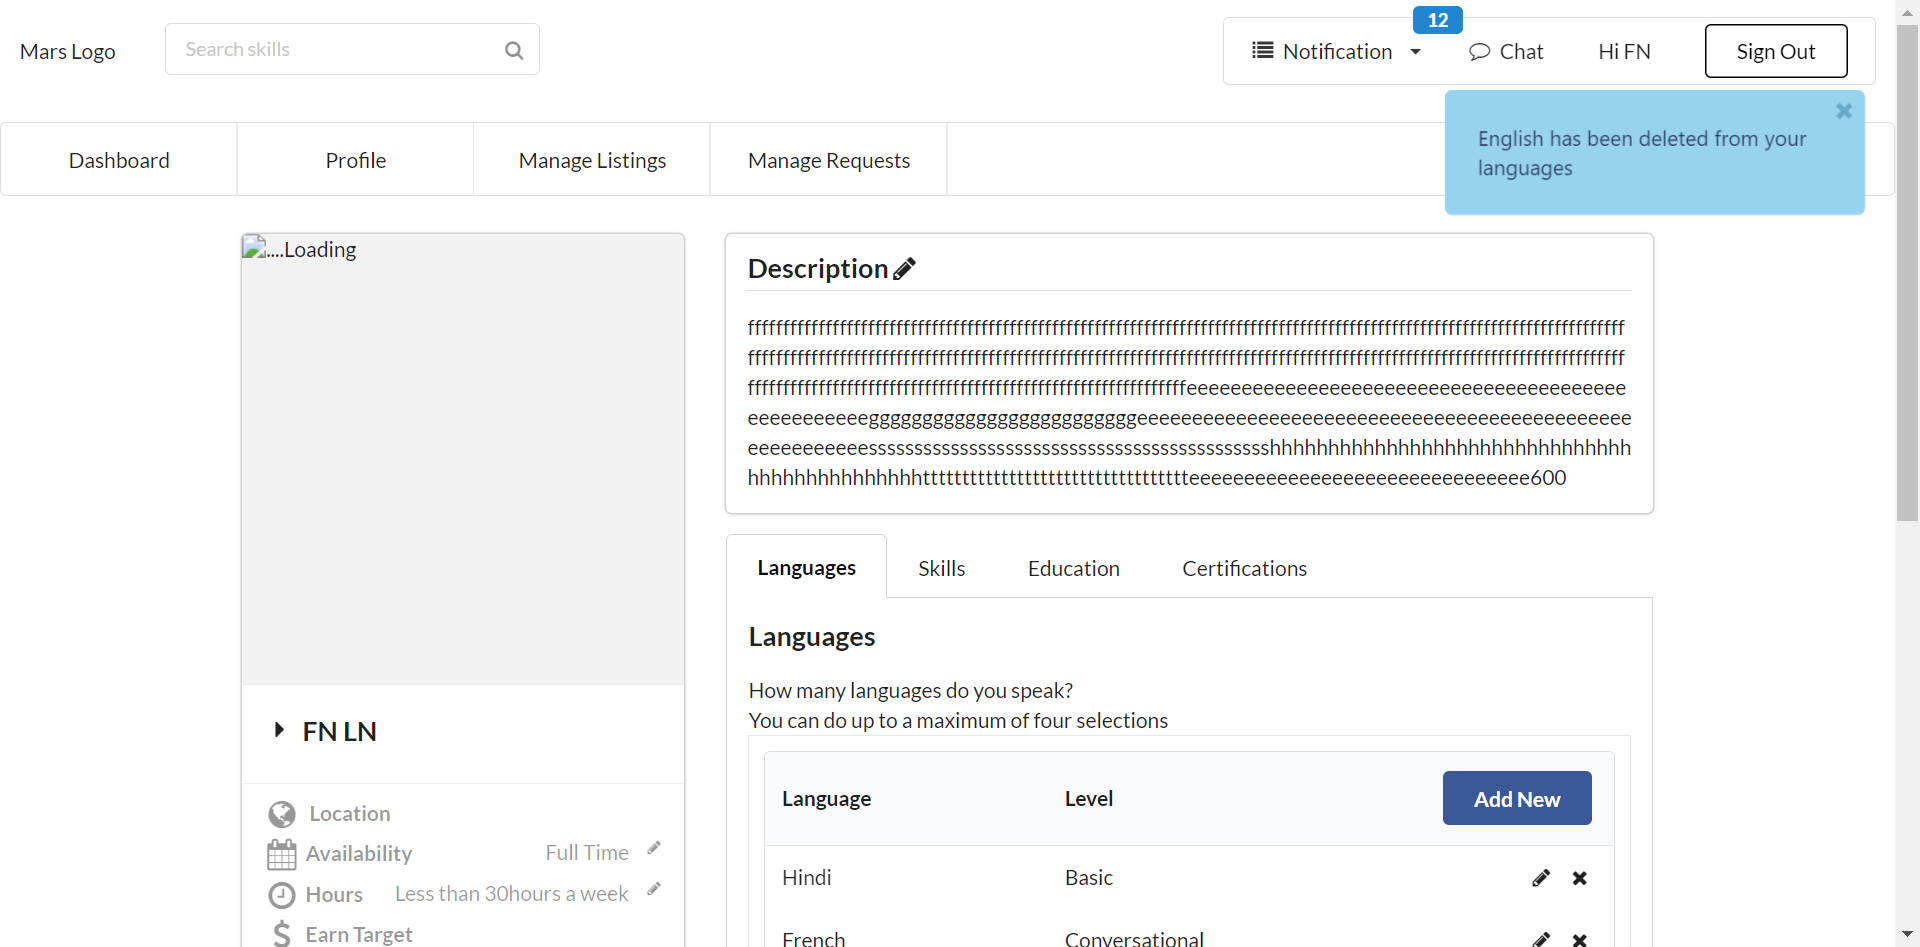 Mars Logo
Search skills
12
Notification
Chat
Hi FN
Sign Out
English has been deleted from your
languages
Dashboard
Profile
Manage Listings
Manage Requests
....Loading
Description
FN LN
Location
Availability
Full Time
Hours
Less than 30hours a week
Earn Target
Languages
Skills
Education
Certifications
Languages
How many languages do you speak?
You can do up to a maximum of four selections
Language
Level
Add New
Hindi
Basic
French
Conversational